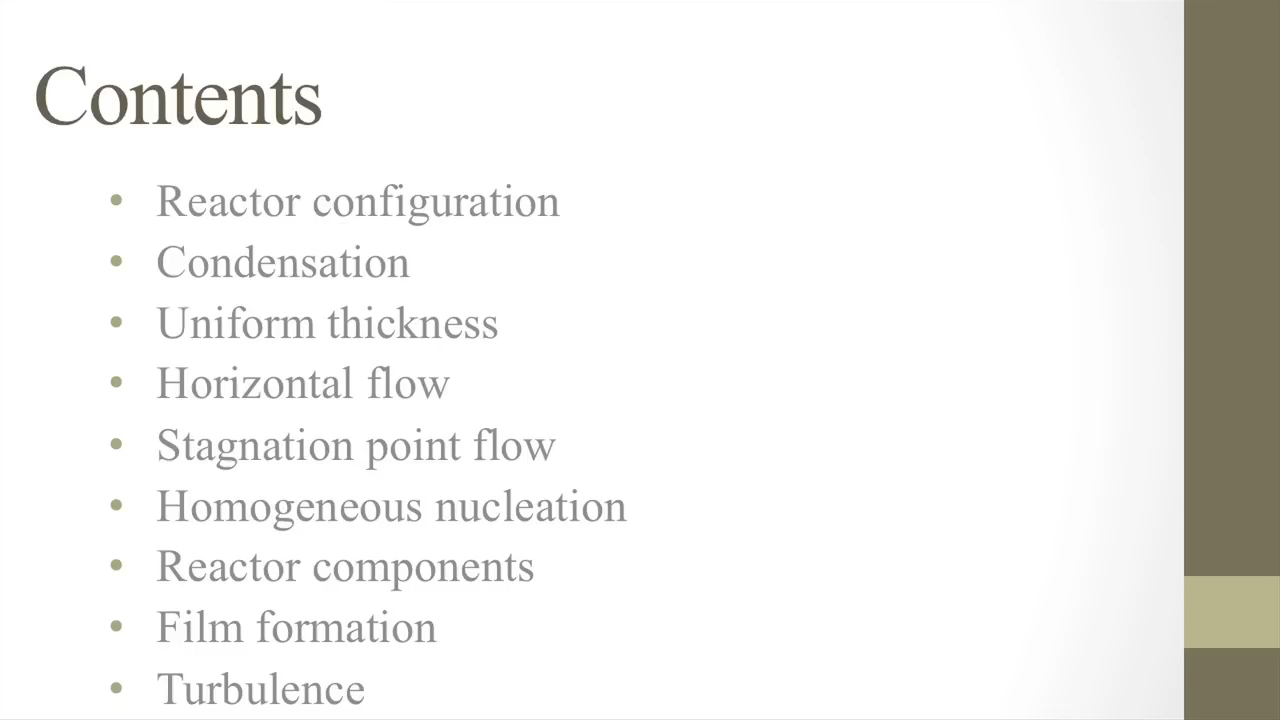 Contents
• Reactor configuration
• Condensation
• Uniform thickness
• Horizontal flow
• Stagnation point flow
• Homogeneous nucleation
• Reactor components
• Film formation
• Turbulence